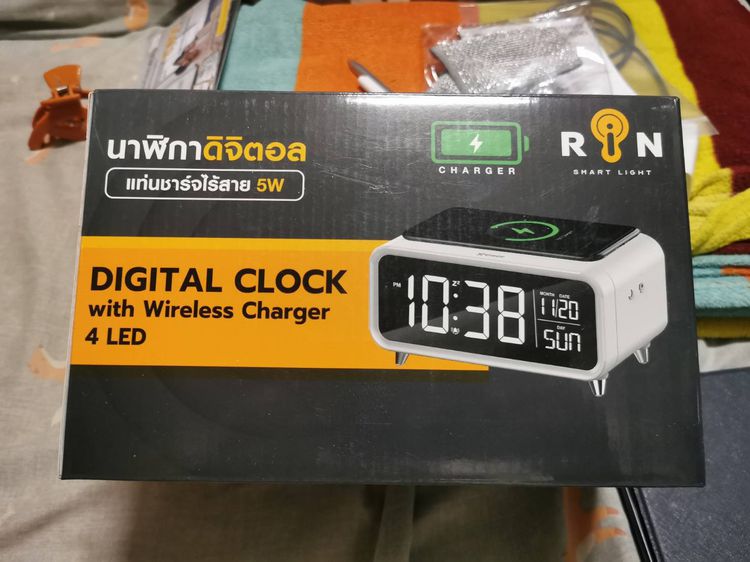 นาฬิกาดิจิตอล
แท่นชาร์จไร้สาย 5W
CHARGER
RIN
SMART LIGHT
DIGITAL CLOCK
with Wireless Charger
4 LED
PM
10:38
ZZ
MONTH DATE
11/20
DAY
SUN